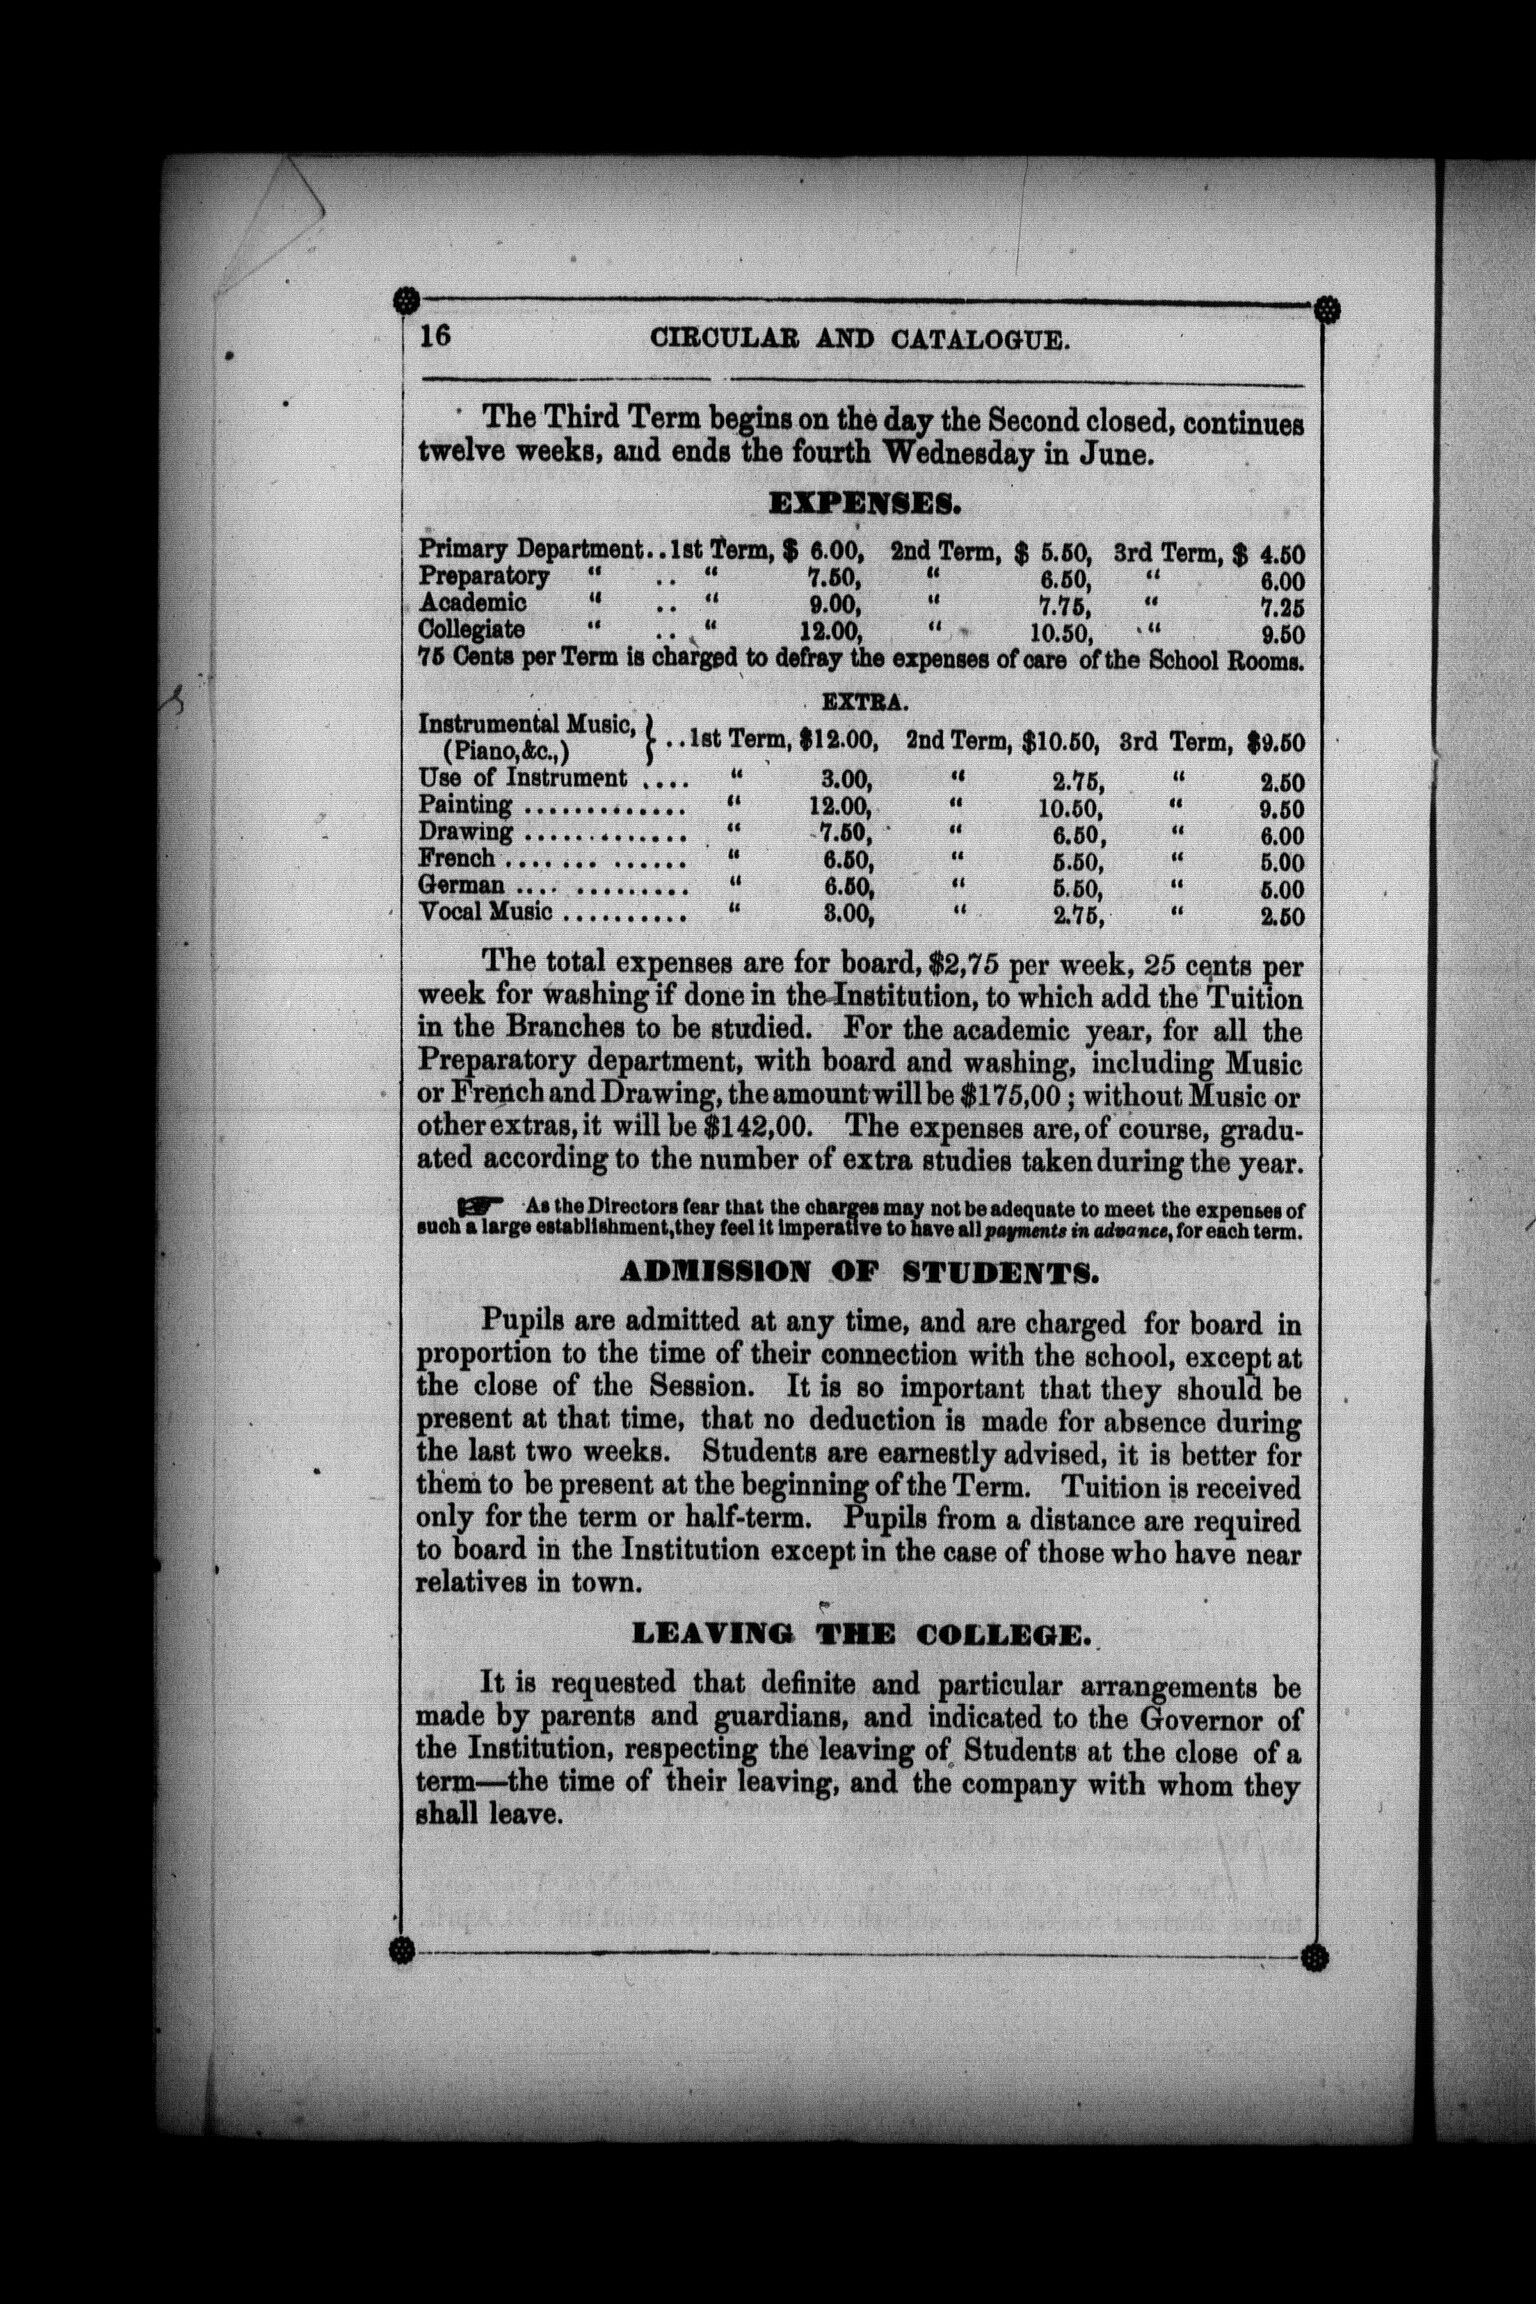 16 CIRCULAR AND CATALOGUE.
The Third Term begins on the day the Second closed, continues
twelve weeks, and ends the fourth Wednesday in June.
EXPENSES.
Primary Department..1st Term, $ 6.00, 2nd Term, $ 5.50, 3rd Term, $ 4.50
Preparatory " .. " 7.50, " 6.50, " 6.00
Academic " .. " 9.00, " 7.75, " 7.25
Collegiate " .. " 12.00, " 10.50, " 9.50
75 Cents per Term is charged to defray the expenses of care of the School Rooms.
EXTRA.
Instrumental Music, } ..1st Term, $12.00, 2nd Term, $10.50, 3rd Term, $9.50
(Piano,&c.,)
Use of Instrument .... " 3.00, " 2.75, " 2.50
Painting ............. " 12.00, " 10.50, " 9.50
Drawing ............. " 7.50, " 6.50, " 6.00
French ....... ...... " 6.50, " 5.50, " 5.00
German .... ......... " 6.50, " 5.50, " 5.00
Vocal Music .......... " 3.00, " 2.75, " 2.50
The total expenses are for board, $2,75 per week, 25 cents per
week for washing if done in the Institution, to which add the Tuition
in the Branches to be studied. For the academic year, for all the
Preparatory department, with board and washing, including Music
or French and Drawing, the amount will be $175,00 ; without Music or
other extras, it will be $142,00. The expenses are, of course, gradu-
ated according to the number of extra studies taken during the year.
☞ As the Directors fear that the charges may not be adequate to meet the expenses of
such a large establishment, they feel it imperative to have all payments in advance, for each term.
ADMISSION OF STUDENTS.
Pupils are admitted at any time, and are charged for board in
proportion to the time of their connection with the school, except at
the close of the Session. It is so important that they should be
present at that time, that no deduction is made for absence during
the last two weeks. Students are earnestly advised, it is better for
them to be present at the beginning of the Term. Tuition is received
only for the term or half-term. Pupils from a distance are required
to board in the Institution except in the case of those who have near
relatives in town.
LEAVING THE COLLEGE.
It is requested that definite and particular arrangements be
made by parents and guardians, and indicated to the Governor of
the Institution, respecting the leaving of Students at the close of a
term—the time of their leaving, and the company with whom they
shall leave.